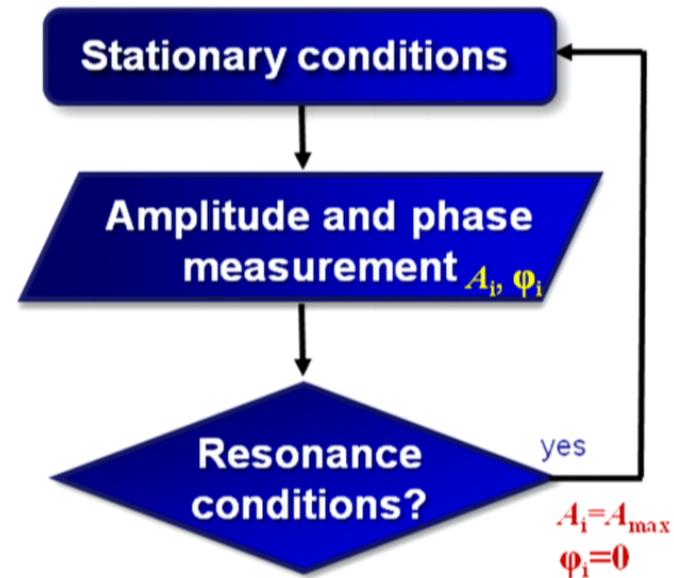 Stationary conditions
Amplitude and phase
measurement Aᵢ, φᵢ
Resonance
conditions?
yes
Aᵢ=Aₘₐₓ
φᵢ=0